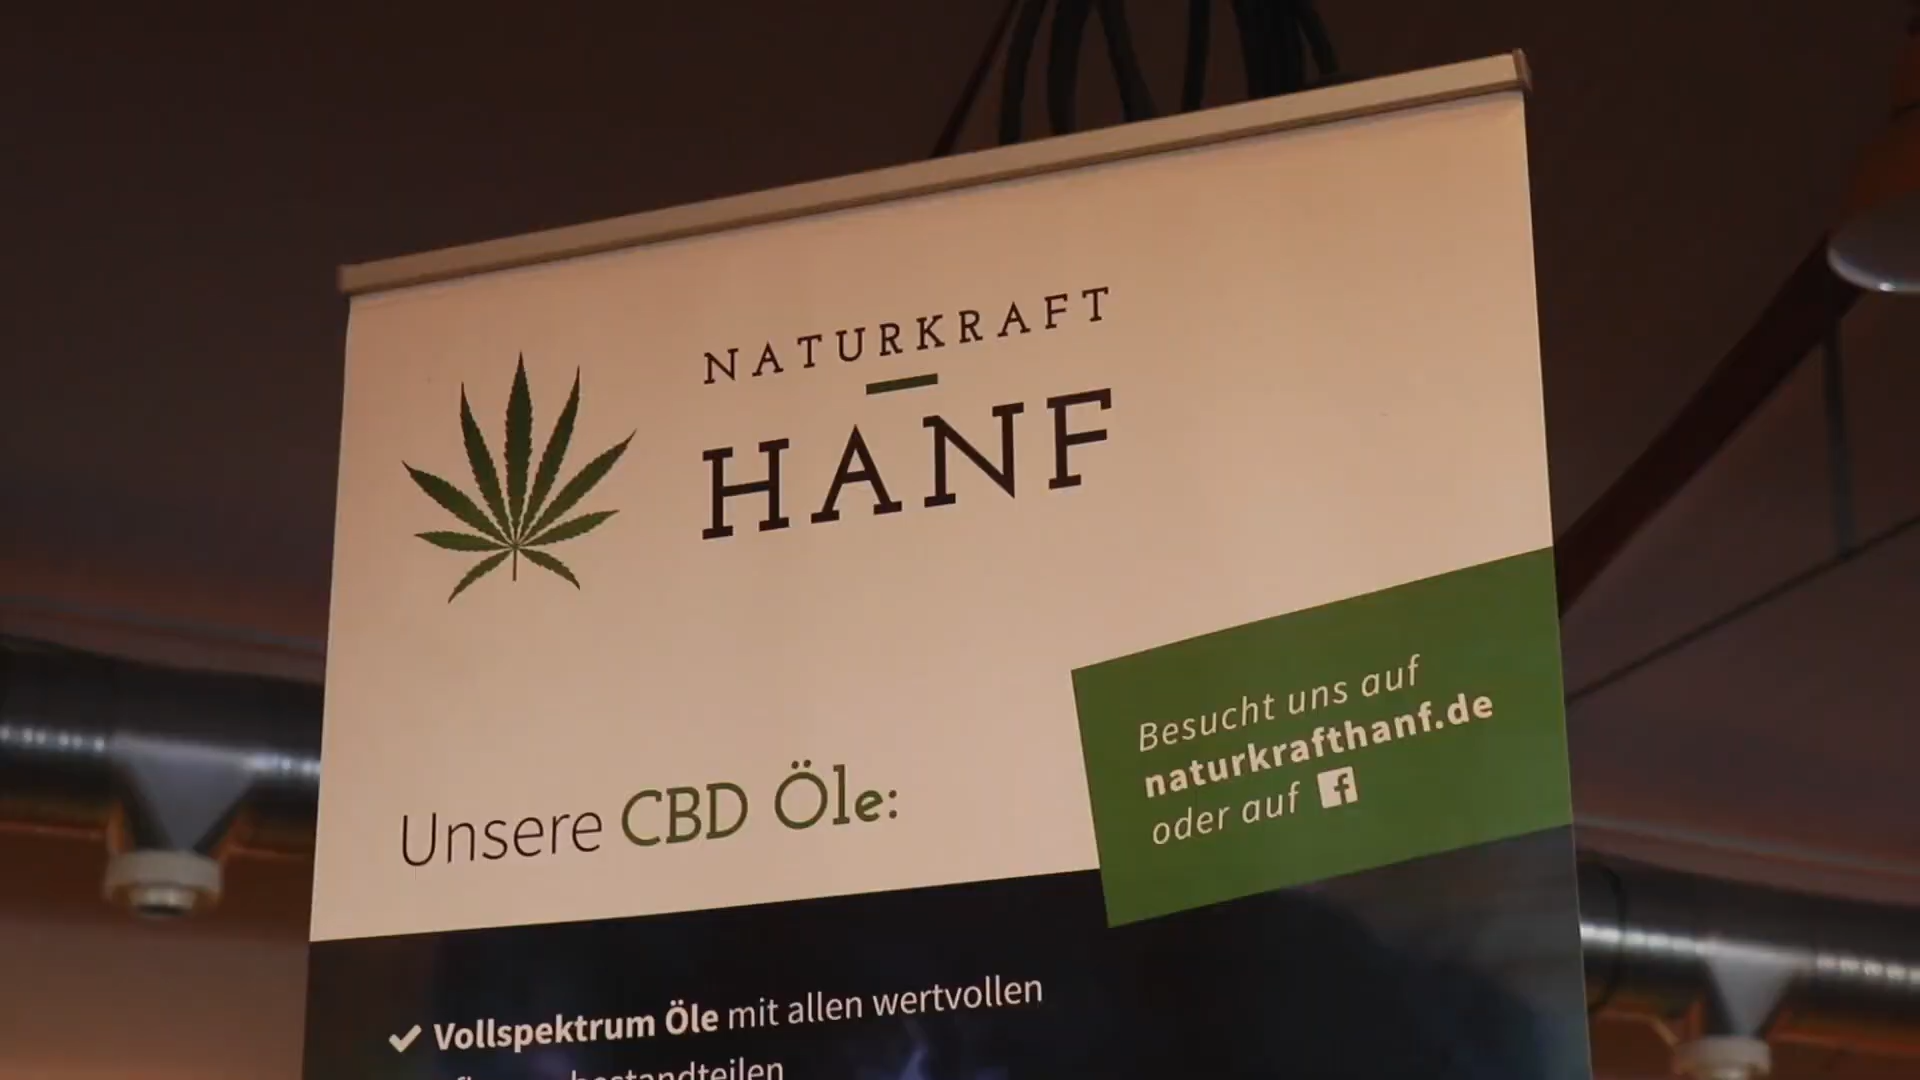 NATURKRAFT
HANF
Besucht uns auf
naturkrafthanf.de
oder auf
Unsere CBD Öle:
Vollspektrum Öle mit allen wertvollen